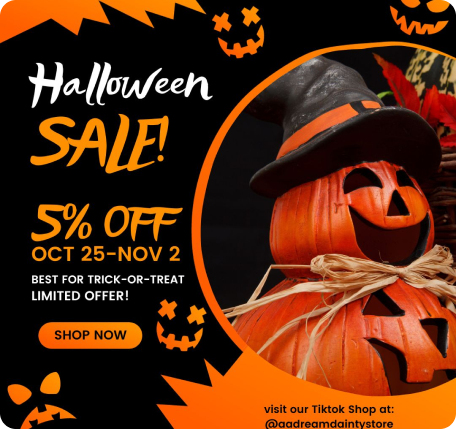 Halloween
SALE!
5% OFF
OCT 25-NOV 2
BEST FOR TRICK-OR-TREAT
LIMITED OFFER!
SHOP NOW
visit our Tiktok Shop at:
@aadreamdaintystore